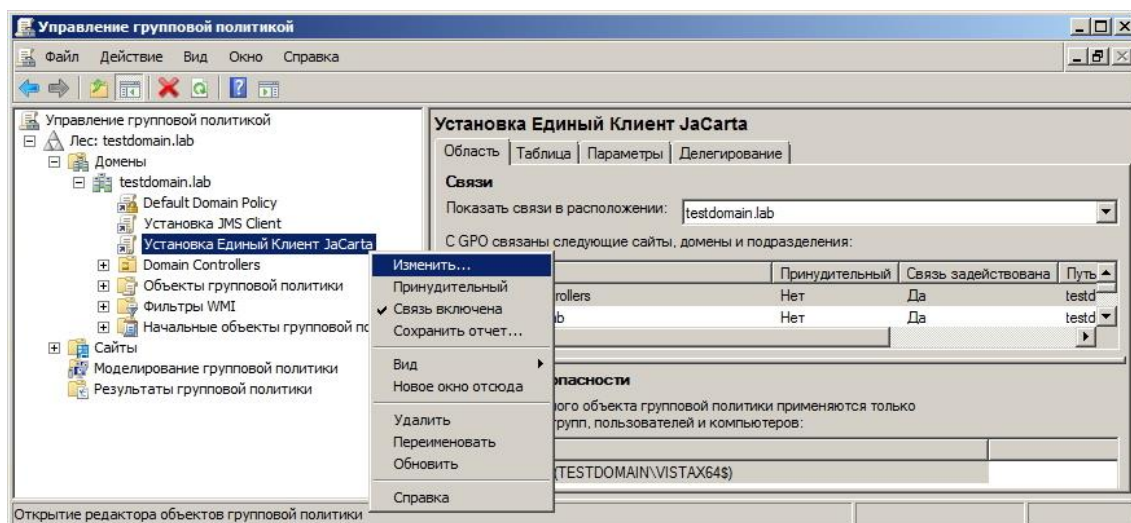 Управление групповой политикой
Файл Действие Вид Окно Справка
Управление групповой политикой
Лес: testdomain.lab
Домены
testdomain.lab
Default Domain Policy
Установка JMS Client
Установка Единый Клиент JaCarta
Domain Controllers
Объекты групповой политики
Фильтры WMI
Начальные объекты групповой по
Сайты
Моделирование групповой политики
Результаты групповой политики
Установка Единый Клиент JaCarta
Область Таблица Параметры Делегирование
Связи
Показать связи в расположении: testdomain.lab
С GPO связаны следующие сайты, домены и подразделения:
Принудительный Связь задействована Путь
rollers Нет Да testd
ab Нет Да testd
опасности
ого объекта групповой политики применяются только
групп, пользователей и компьютеров:
(TESTDOMAIN\VISTAX64$)
Изменить...
Принудительный
Связь включена
Сохранить отчет...
Вид
Новое окно отсюда
Удалить
Переименовать
Обновить
Справка
Открытие редактора объектов групповой политики